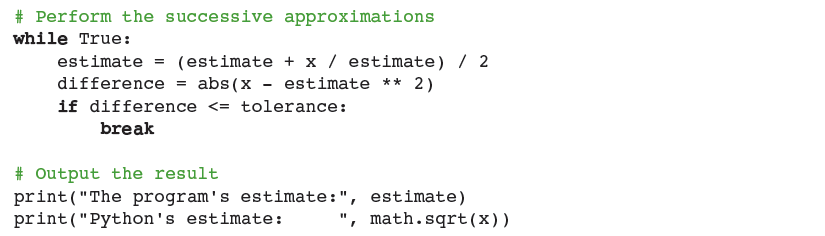 # Perform the successive approximations
while True:
    estimate = (estimate + x / estimate) / 2
    difference = abs(x - estimate ** 2)
    if difference <= tolerance:
        break
# Output the result
print("The program's estimate:", estimate)
print("Python's estimate:     ", math.sqrt(x))